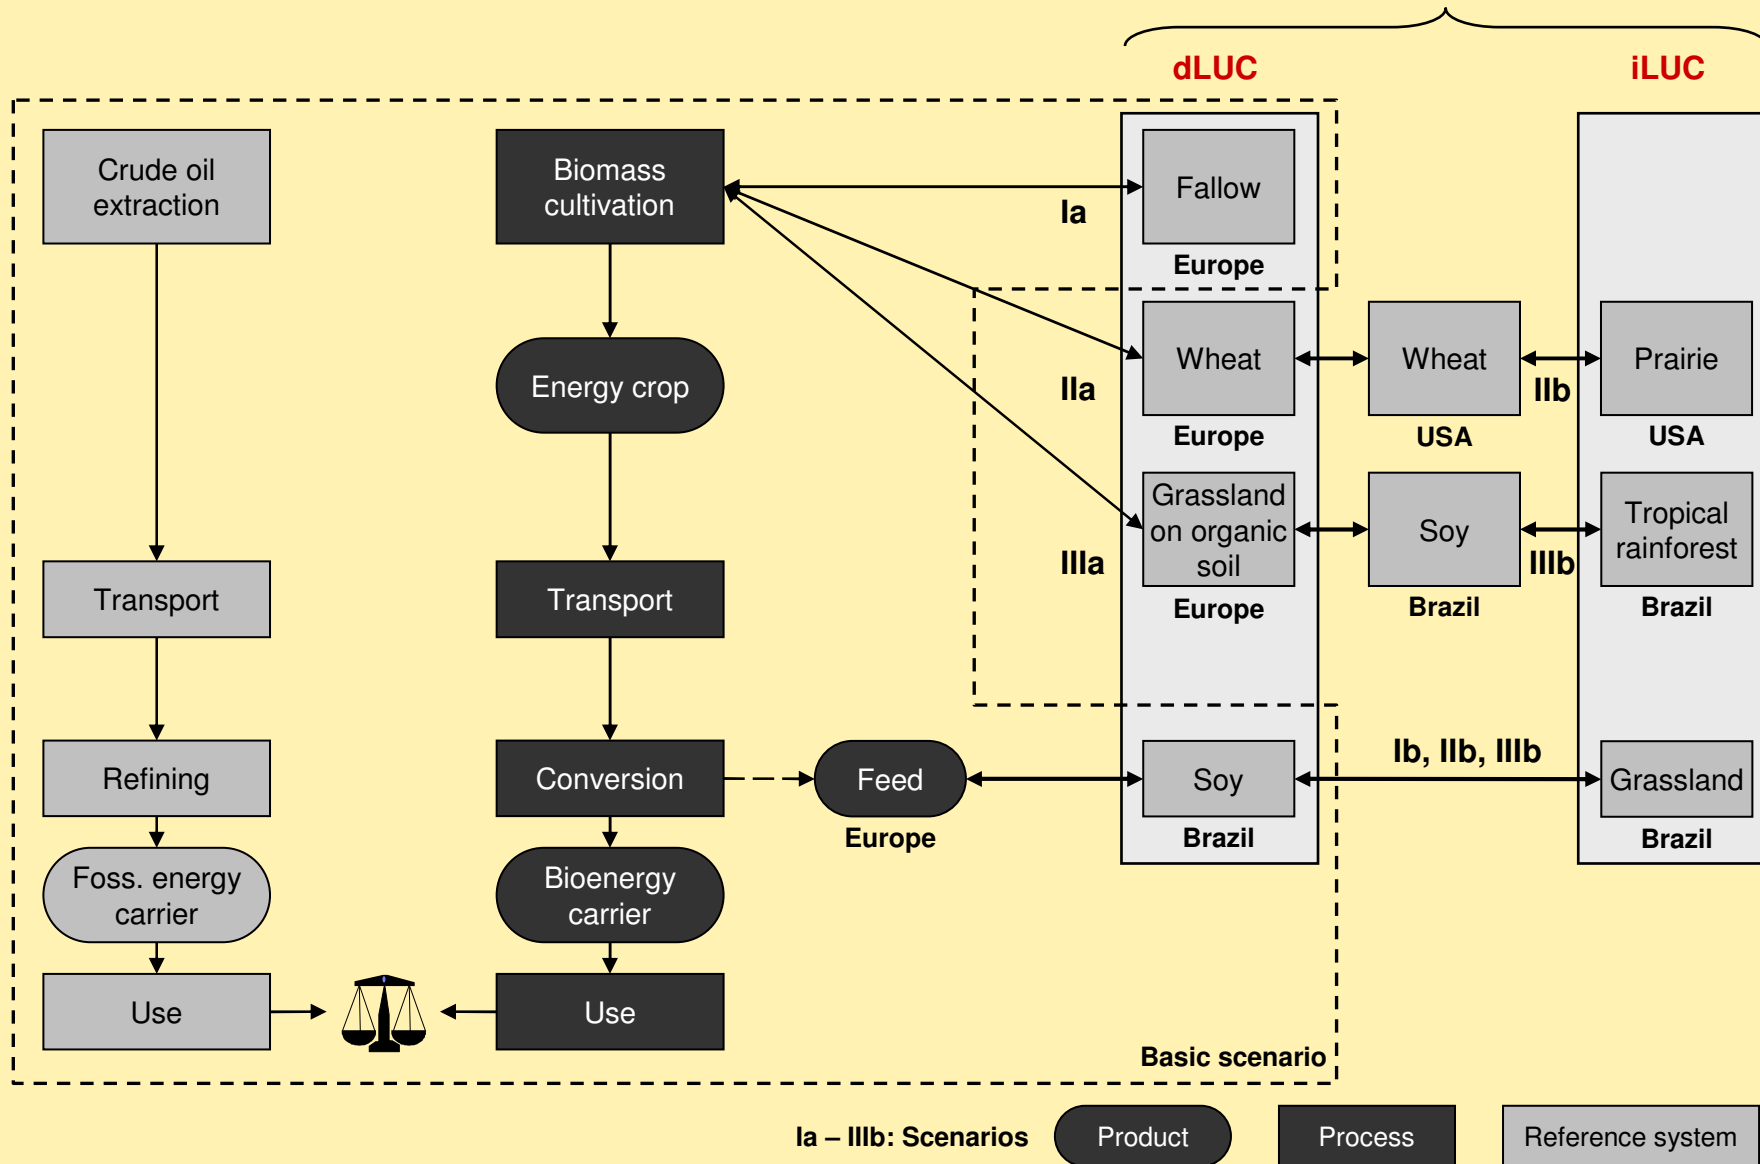 dLUC
iLUC
Crude oil
extraction
Biomass
cultivation
Ia
Fallow
Europe
Energy crop
IIa
Wheat
Europe
Wheat
USA
IIb
Prairie
USA
IIIa
Grassland
on organic
soil
Europe
Soy
Brazil
IIIb
Tropical
rainforest
Brazil
Transport
Transport
Refining
Conversion
Feed
Europe
Soy
Brazil
Ib, IIb, IIIb
Grassland
Brazil
Foss. energy
carrier
Bioenergy
carrier
Use
Use
Basic scenario
Ia – IIIb: Scenarios
Product
Process
Reference system